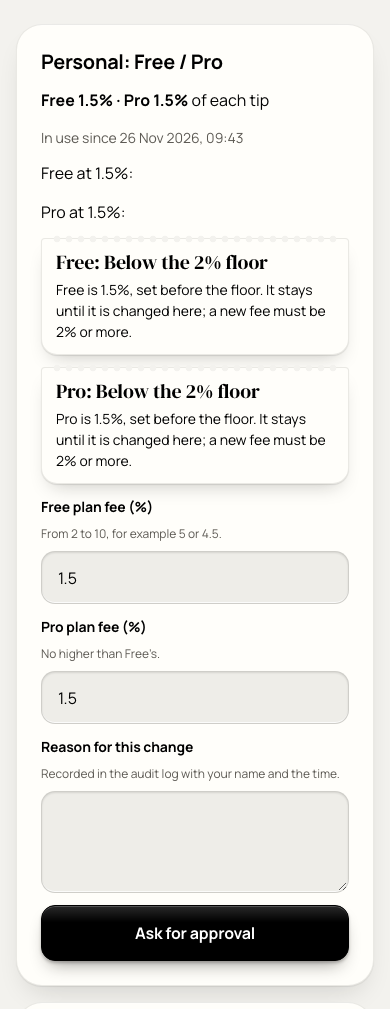 Personal: Free / Pro
Free 1.5% · Pro 1.5% of each tip
In use since 26 Nov 2026, 09:43
Free at 1.5%:
Pro at 1.5%:
Free: Below the 2% floor
Free is 1.5%, set before the floor. It stays
until it is changed here; a new fee must be
2% or more.
Pro: Below the 2% floor
Pro is 1.5%, set before the floor. It stays
until it is changed here; a new fee must be
2% or more.
Free plan fee (%)
From 2 to 10, for example 5 or 4.5.
1.5
Pro plan fee (%)
No higher than Free's.
1.5
Reason for this change
Recorded in the audit log with your name and the time.
Ask for approval